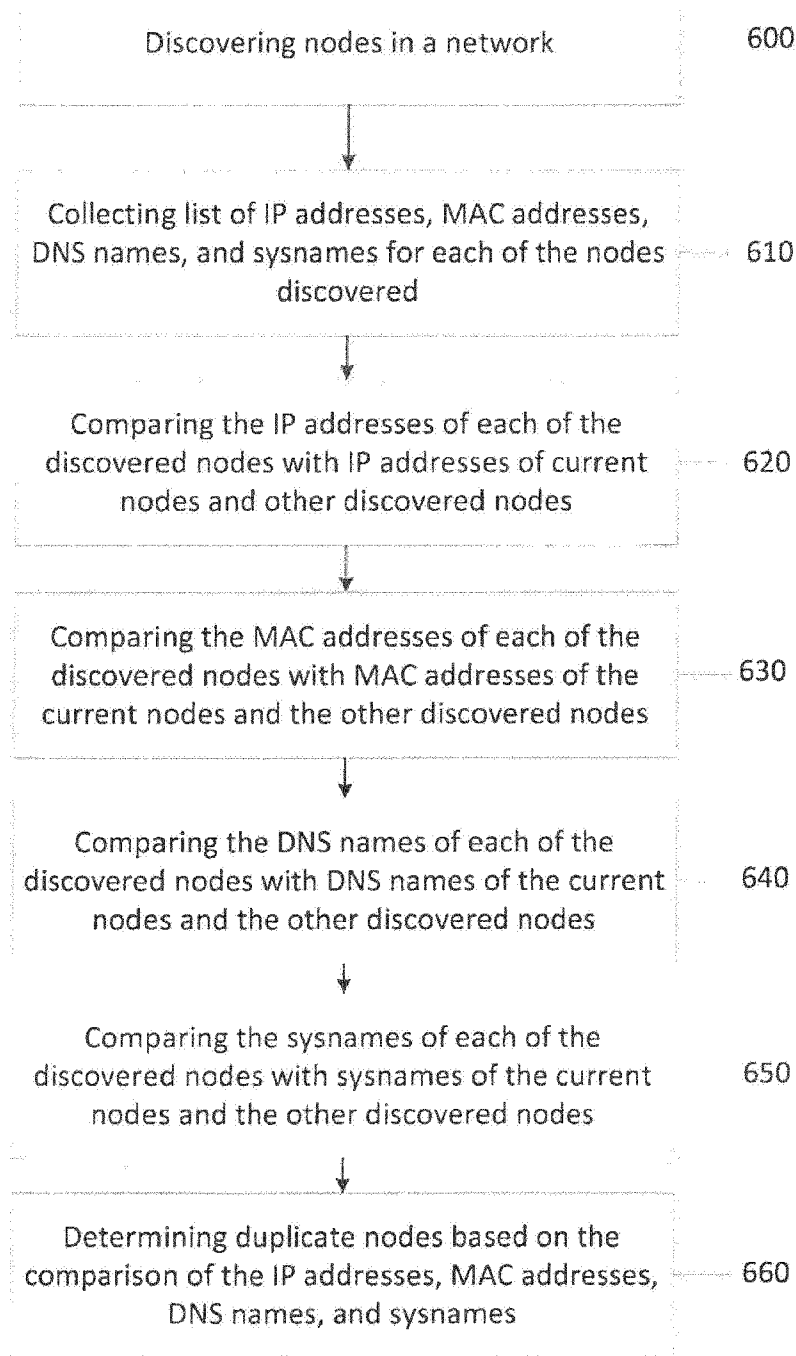 Discovering nodes in a network
600
Collecting list of IP addresses, MAC addresses,
DNS names, and sysnames for each of the nodes
discovered
610
Comparing the IP addresses of each of the
discovered nodes with IP addresses of current
nodes and other discovered nodes
620
Comparing the MAC addresses of each of the
discovered nodes with MAC addresses of the
current nodes and the other discovered nodes
630
Comparing the DNS names of each of the
discovered nodes with DNS names of the current
nodes and the other discovered nodes
640
Comparing the sysnames of each of the
discovered nodes with sysnames of the current
nodes and the other discovered nodes
650
Determining duplicate nodes based on the
comparison of the IP addresses, MAC addresses,
DNS names, and sysnames
660